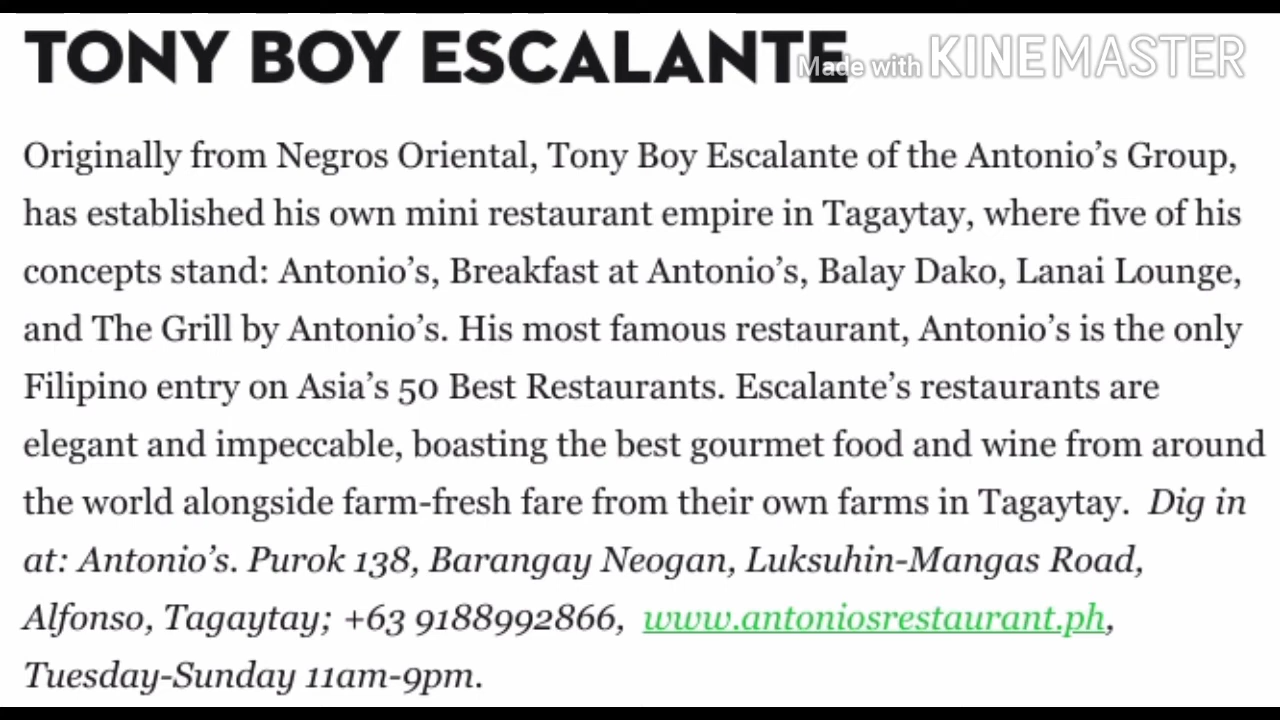 TONY BOY ESCALANTE
Made with KINEMASTER
Originally from Negros Oriental, Tony Boy Escalante of the Antonio’s Group,
has established his own mini restaurant empire in Tagaytay, where five of his
concepts stand: Antonio’s, Breakfast at Antonio’s, Balay Dako, Lanai Lounge,
and The Grill by Antonio’s. His most famous restaurant, Antonio’s is the only
Filipino entry on Asia’s 50 Best Restaurants. Escalante’s restaurants are
elegant and impeccable, boasting the best gourmet food and wine from around
the world alongside farm-fresh fare from their own farms in Tagaytay. Dig in
at: Antonio’s. Purok 138, Barangay Neogan, Luksuhin-Mangas Road,
Alfonso, Tagaytay; +63 9188992866, www.antoniosrestaurant.ph,
Tuesday-Sunday 11am-9pm.